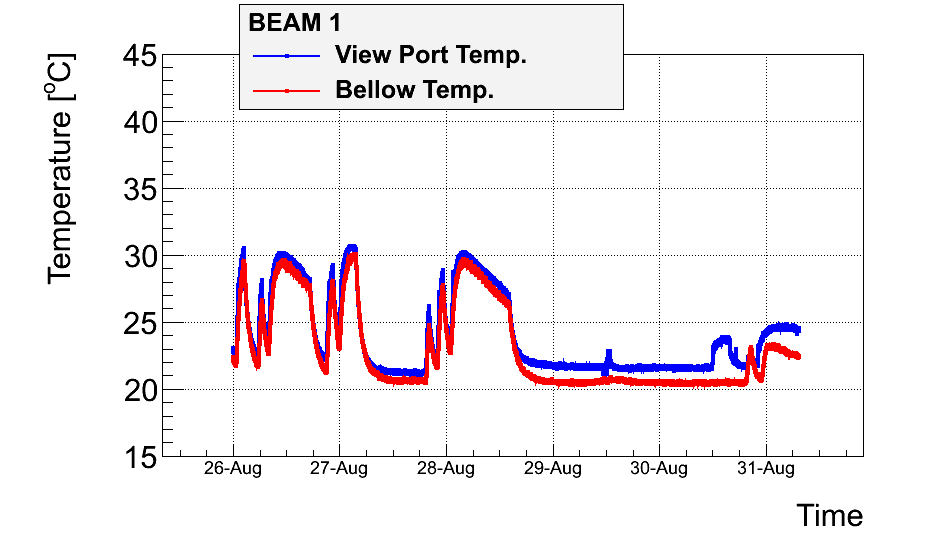 BEAM 1
View Port Temp.
Bellow Temp.
Temperature [°C]
45
40
35
30
25
20
15
26-Aug 27-Aug 28-Aug 29-Aug 30-Aug 31-Aug
Time